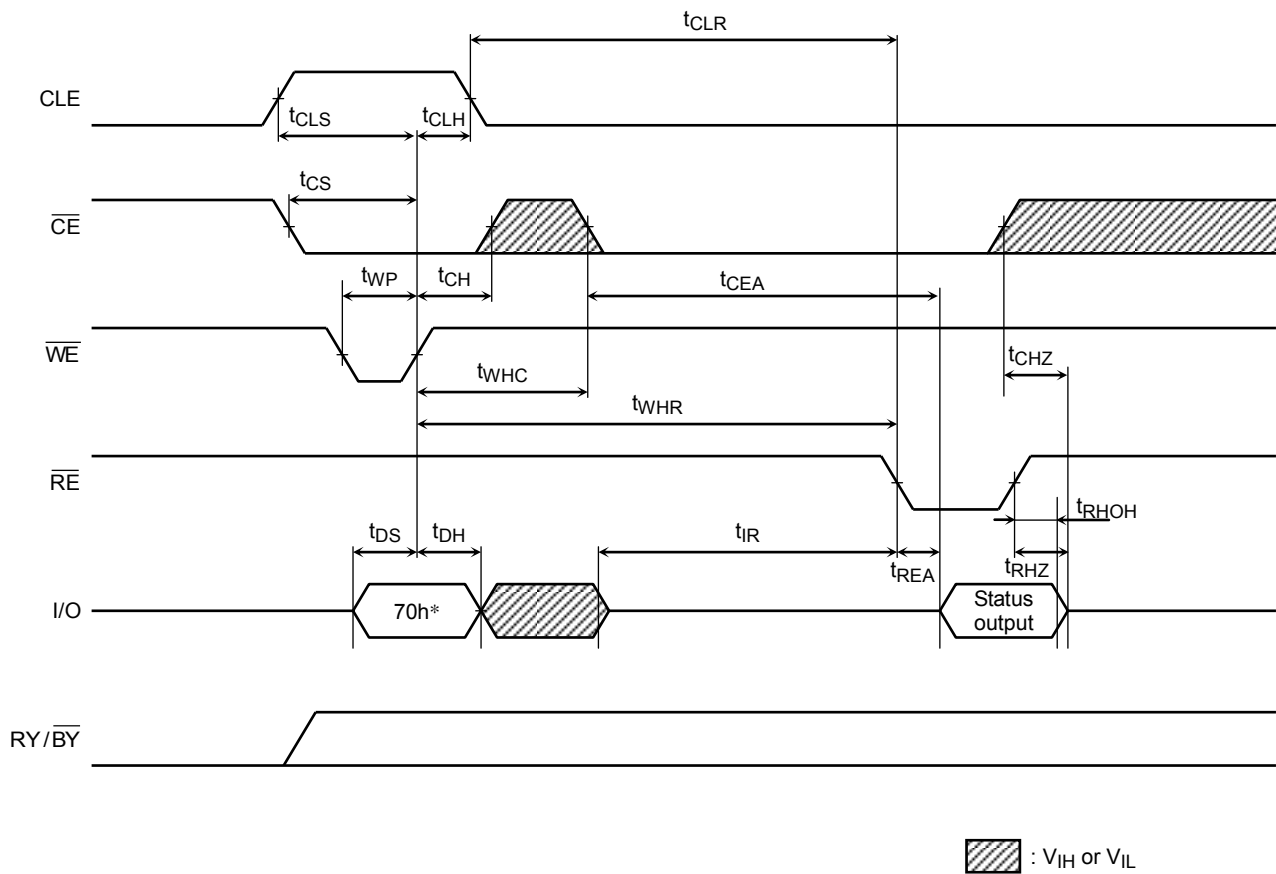 tCLR
CLE
tCLS
tCLH
tCS
CE
tWP
tCH
tCEA
WE
tCHZ
tWHC
tWHR
RE
tRHOH
tDS
tDH
tIR
tREA
tRHZ
I/O
70h*
Status
output
RY/BY
: VIH or VIL